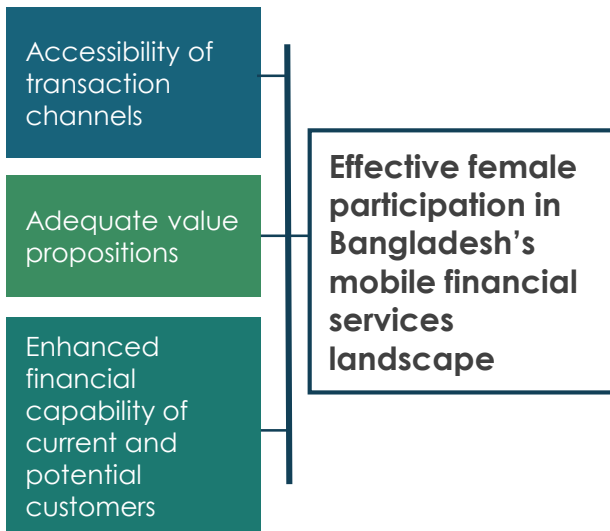 Accessibility of
transaction
channels
Adequate value
propositions
Enhanced
financial
capability of
current and
potential
customers
Effective female
participation in
Bangladesh’s
mobile financial
services
landscape